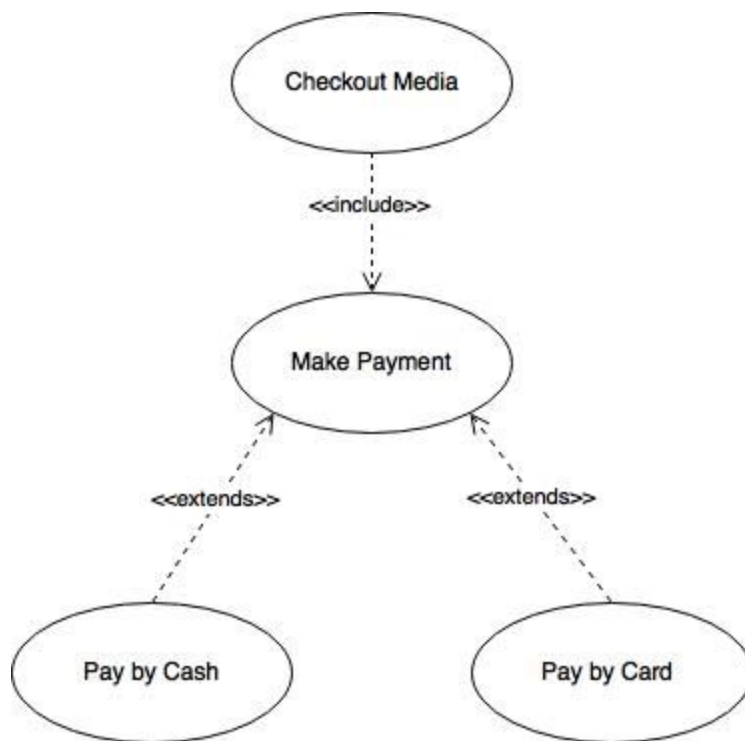 Checkout Media
<<include>>
Make Payment
<<extends>>
<<extends>>
Pay by Cash
Pay by Card